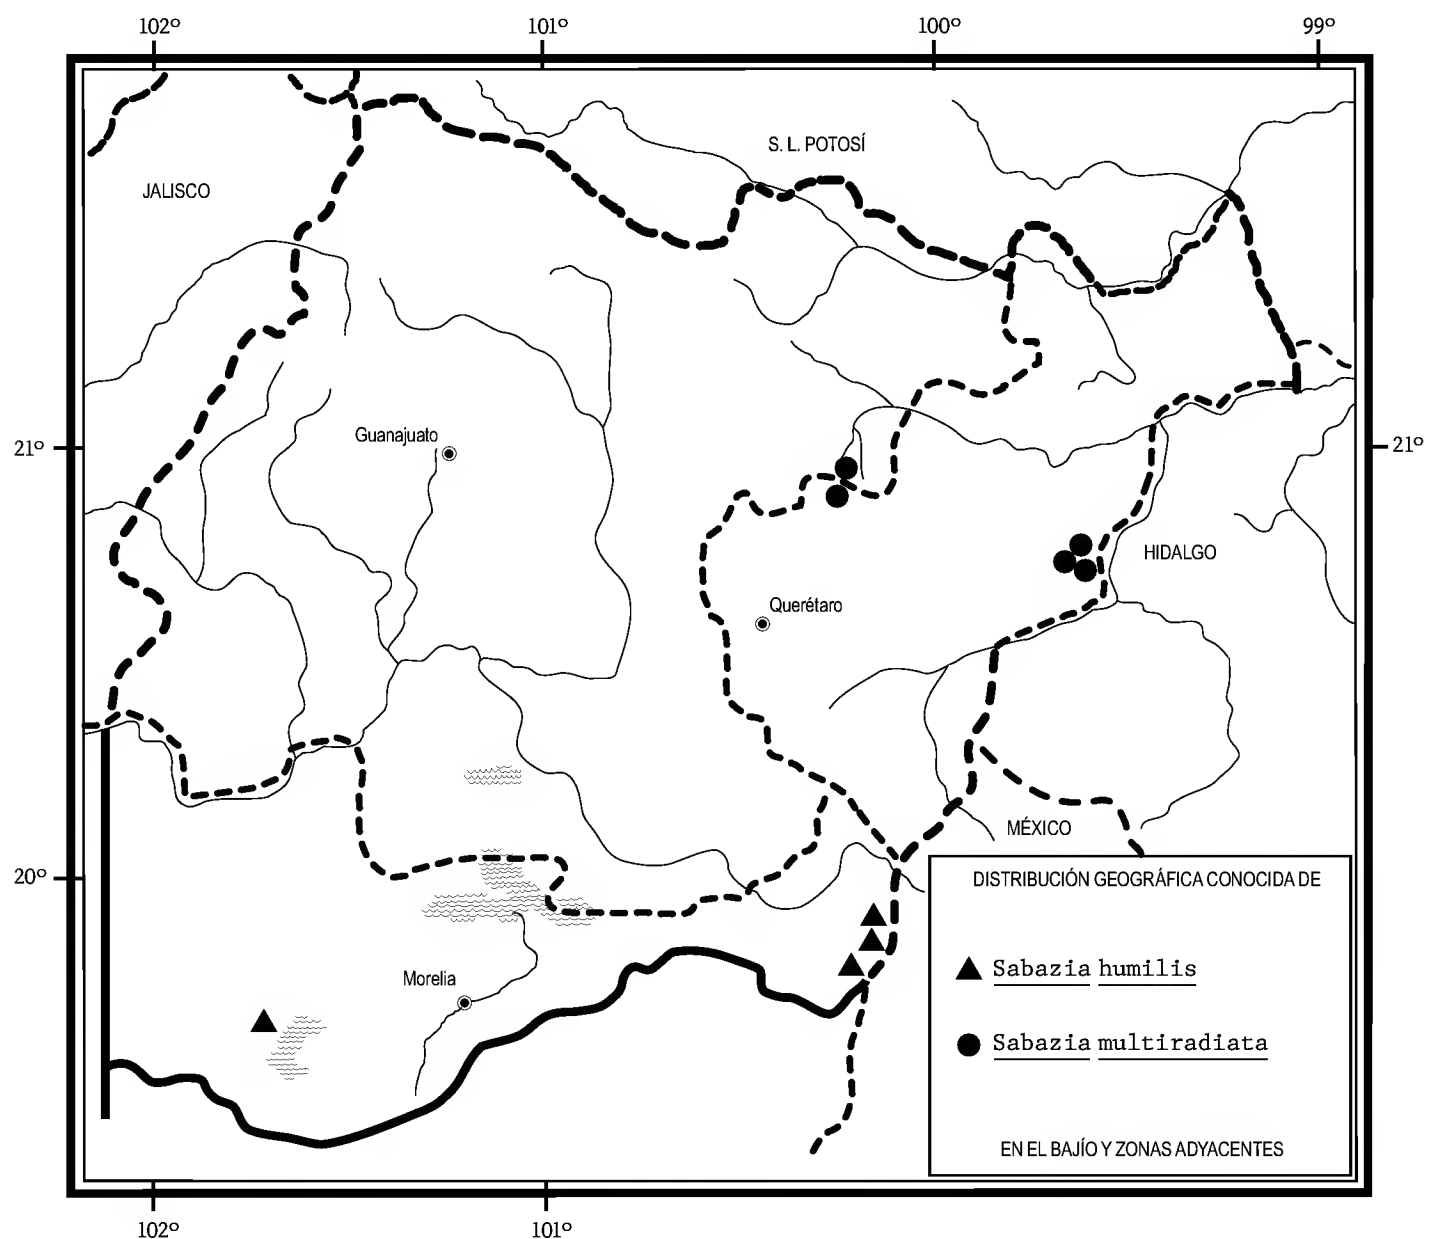 102º 101º 100º 99º
S. L. POTOSÍ
JALISCO
Guanajuato
21º 21º
HIDALGO
Querétaro
MÉXICO
20º
DISTRIBUCIÓN GEOGRÁFICA CONOCIDA DE
Sabazia humilis
Morelia
Sabazia multiradiata
EN EL BAJÍO Y ZONAS ADYACENTES
102º 101º